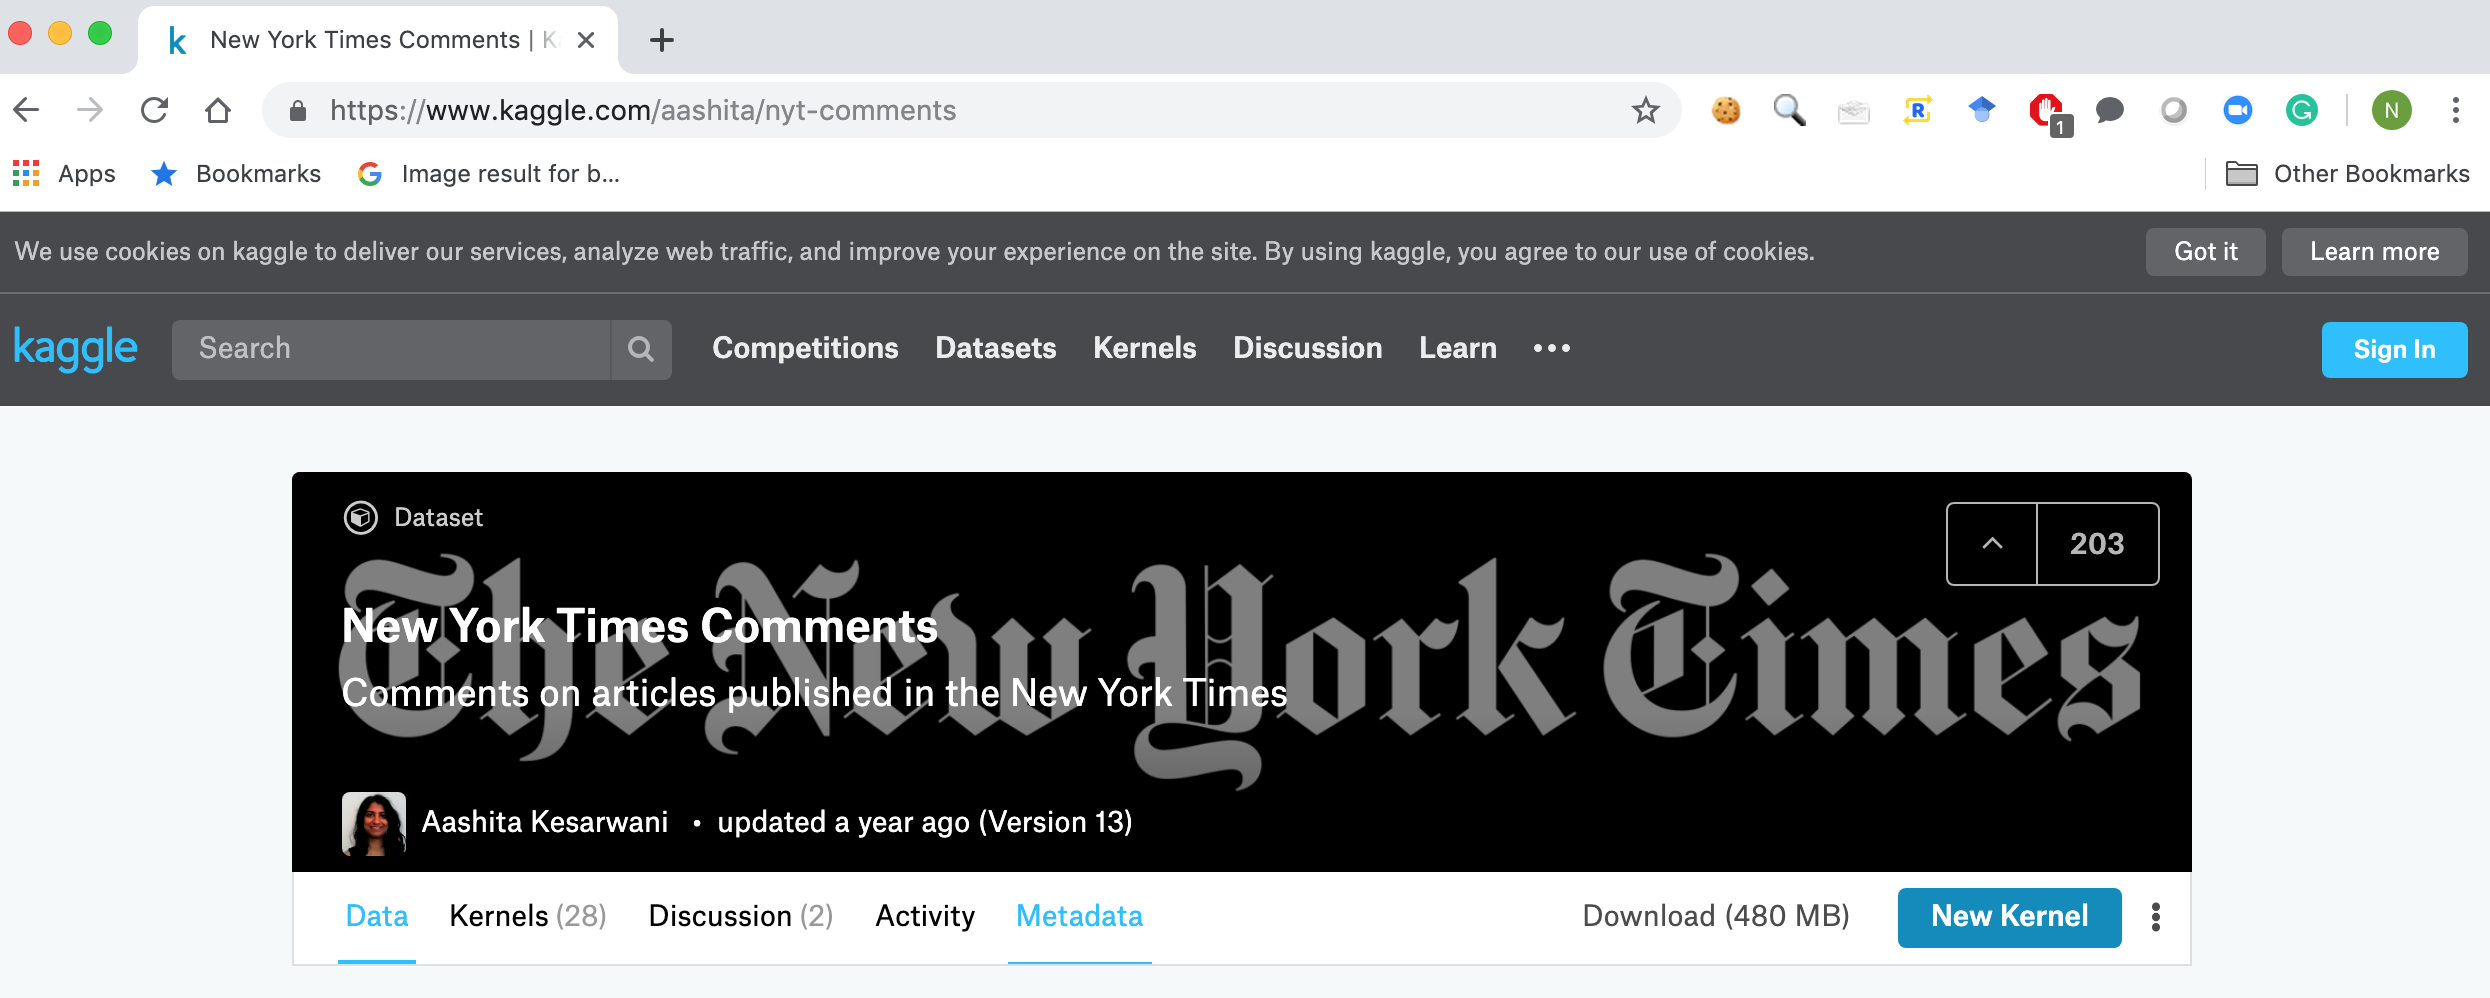 New York Times Comments | K
https://www.kaggle.com/aashita/nyt-comments
1
N
Apps Bookmarks Image result for b... Other Bookmarks
We use cookies on kaggle to deliver our services, analyze web traffic, and improve your experience on the site. By using kaggle, you agree to our use of cookies. Got it Learn more
kaggle Search Competitions Datasets Kernels Discussion Learn ••• Sign In
Dataset
203
The New York Times
New York Times Comments
Comments on articles published in the New York Times
Aashita Kesarwani • updated a year ago (Version 13)
Data Kernels (28) Discussion (2) Activity Metadata Download (480 MB) New Kernel